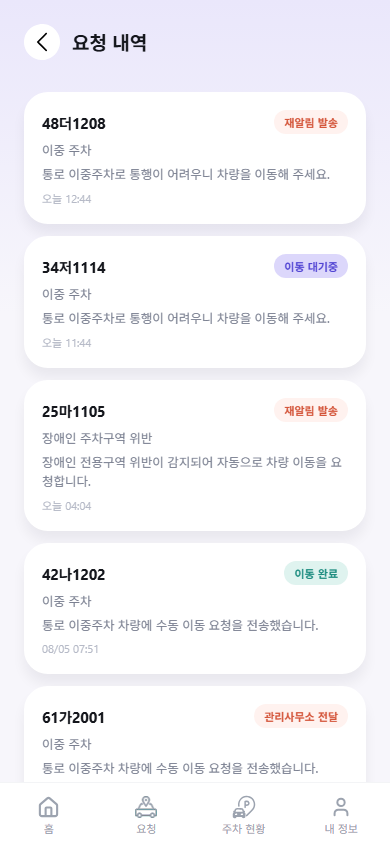 요청 내역
48더1208
재알림 발송
이중 주차
통로 이중주차로 통행이 어려우니 차량을 이동해 주세요.
오늘 12:44
34저1114
이동 대기중
이중 주차
통로 이중주차로 통행이 어려우니 차량을 이동해 주세요.
오늘 11:44
25마1105
재알림 발송
장애인 주차구역 위반
장애인 전용구역 위반이 감지되어 자동으로 차량 이동을 요
청합니다.
오늘 04:04
42나1202
이동 완료
이중 주차
통로 이중주차 차량에 수동 이동 요청을 전송했습니다.
08/05 07:51
61가2001
관리사무소 전달
이중 주차
통로 이중주차 차량에 수동 이동 요청을 전송했습니다.
홈
요청
P
주차 현황
내 정보